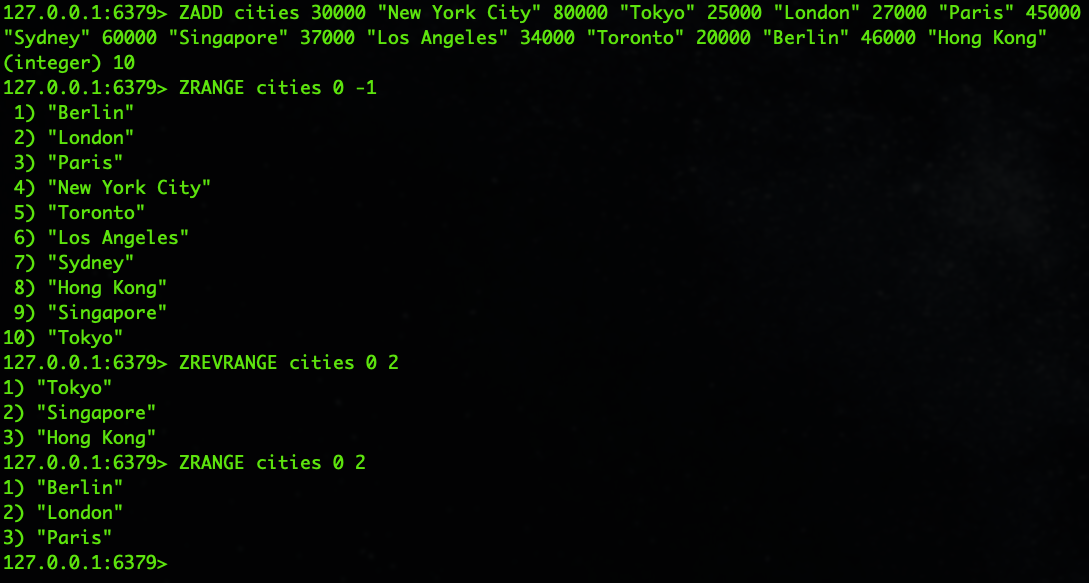 127.0.0.1:6379> ZADD cities 30000 "New York City" 80000 "Tokyo" 25000 "London" 27000 "Paris" 45000
"Sydney" 60000 "Singapore" 37000 "Los Angeles" 34000 "Toronto" 20000 "Berlin" 46000 "Hong Kong"
(integer) 10
127.0.0.1:6379> ZRANGE cities 0 -1
 1) "Berlin"
 2) "London"
 3) "Paris"
 4) "New York City"
 5) "Toronto"
 6) "Los Angeles"
 7) "Sydney"
 8) "Hong Kong"
 9) "Singapore"
10) "Tokyo"
127.0.0.1:6379> ZREVRANGE cities 0 2
1) "Tokyo"
2) "Singapore"
3) "Hong Kong"
127.0.0.1:6379> ZRANGE cities 0 2
1) "Berlin"
2) "London"
3) "Paris"
127.0.0.1:6379>